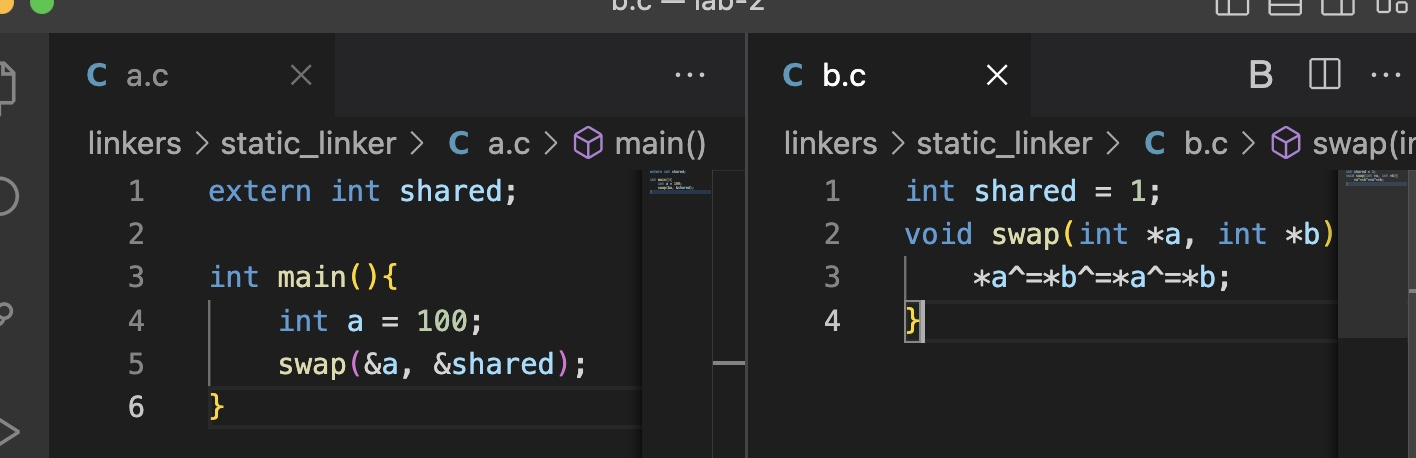 b.c — lab-2
C a.c
linkers > static_linker > C a.c > main()
1 extern int shared;
2
3 int main(){
4 int a = 100;
5 swap(&a, &shared);
6 }
C b.c
linkers > static_linker > C b.c > swap(in
1 int shared = 1;
2 void swap(int *a, int *b)
3 *a^=*b^=*a^=*b;
4 }